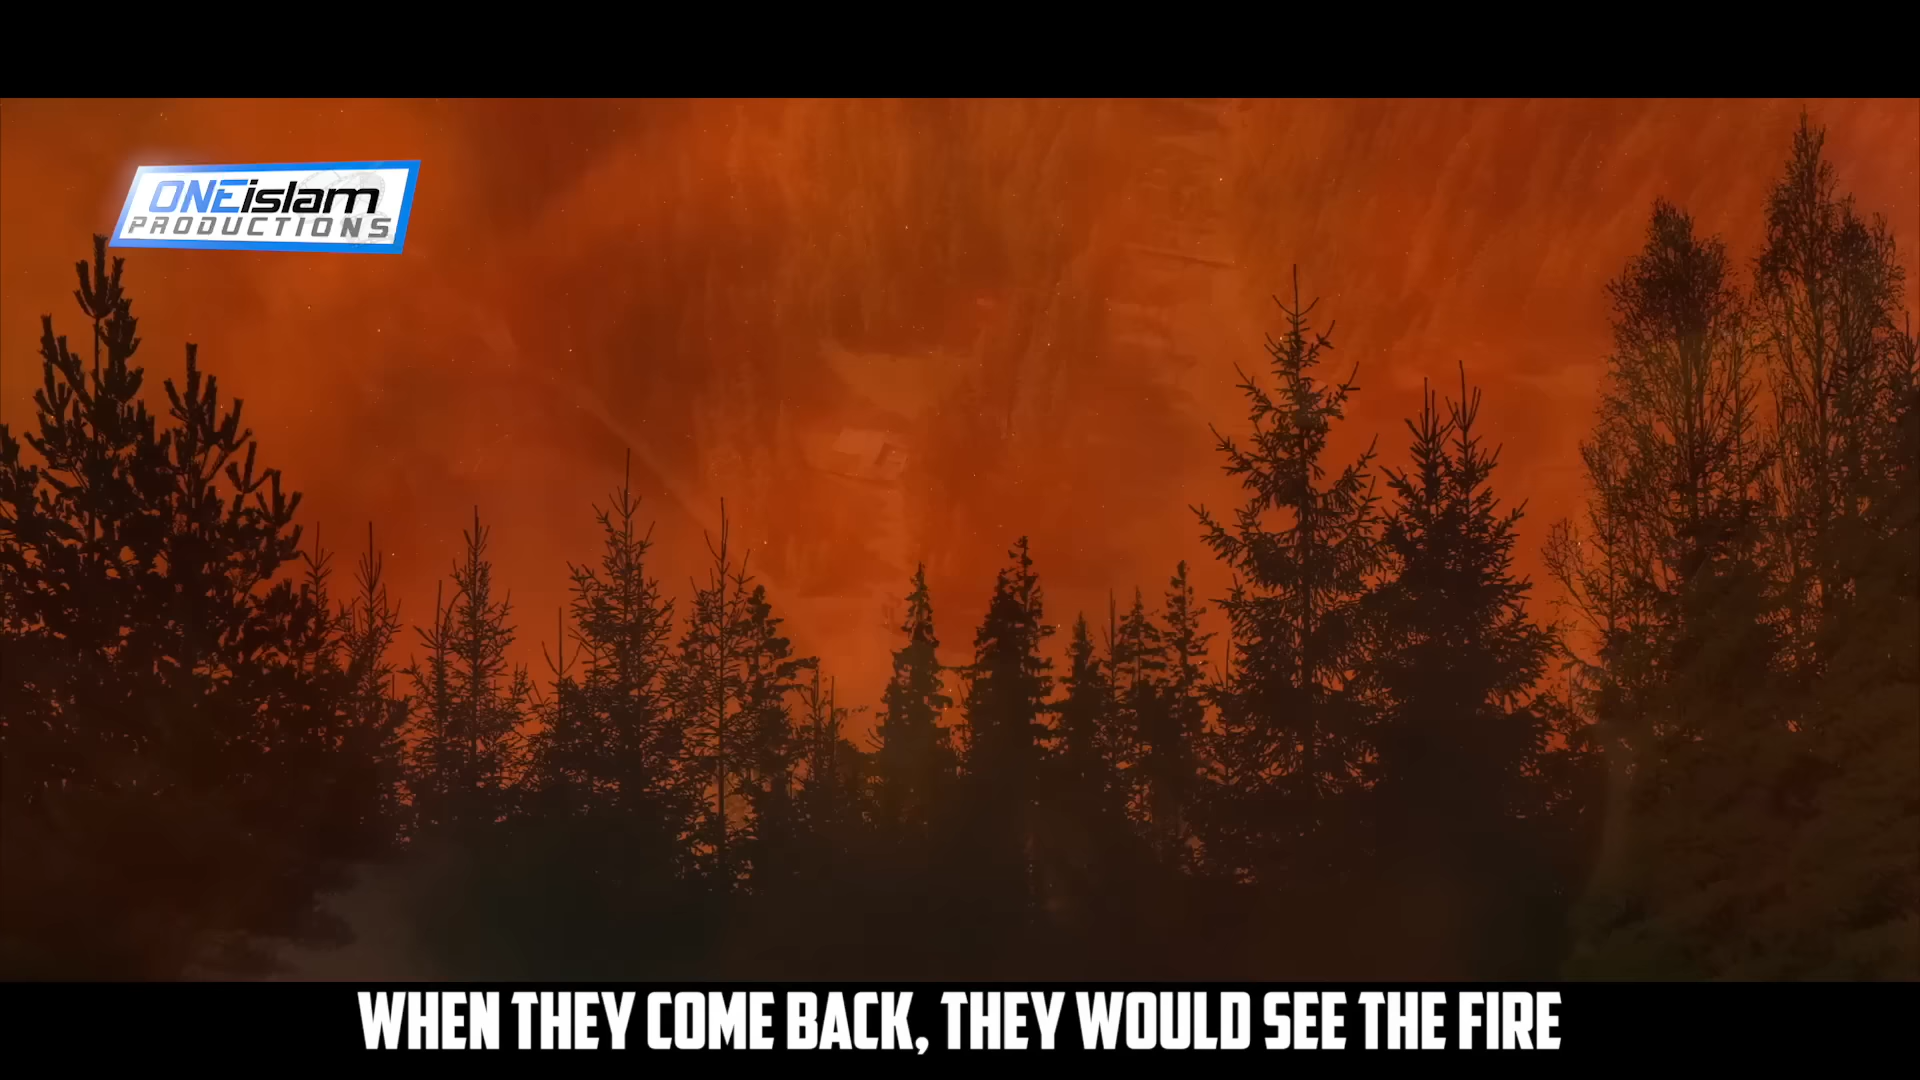 ONEislam
PRODUCTIONS
WHEN THEY COME BACK, THEY WOULD SEE THE FIRE